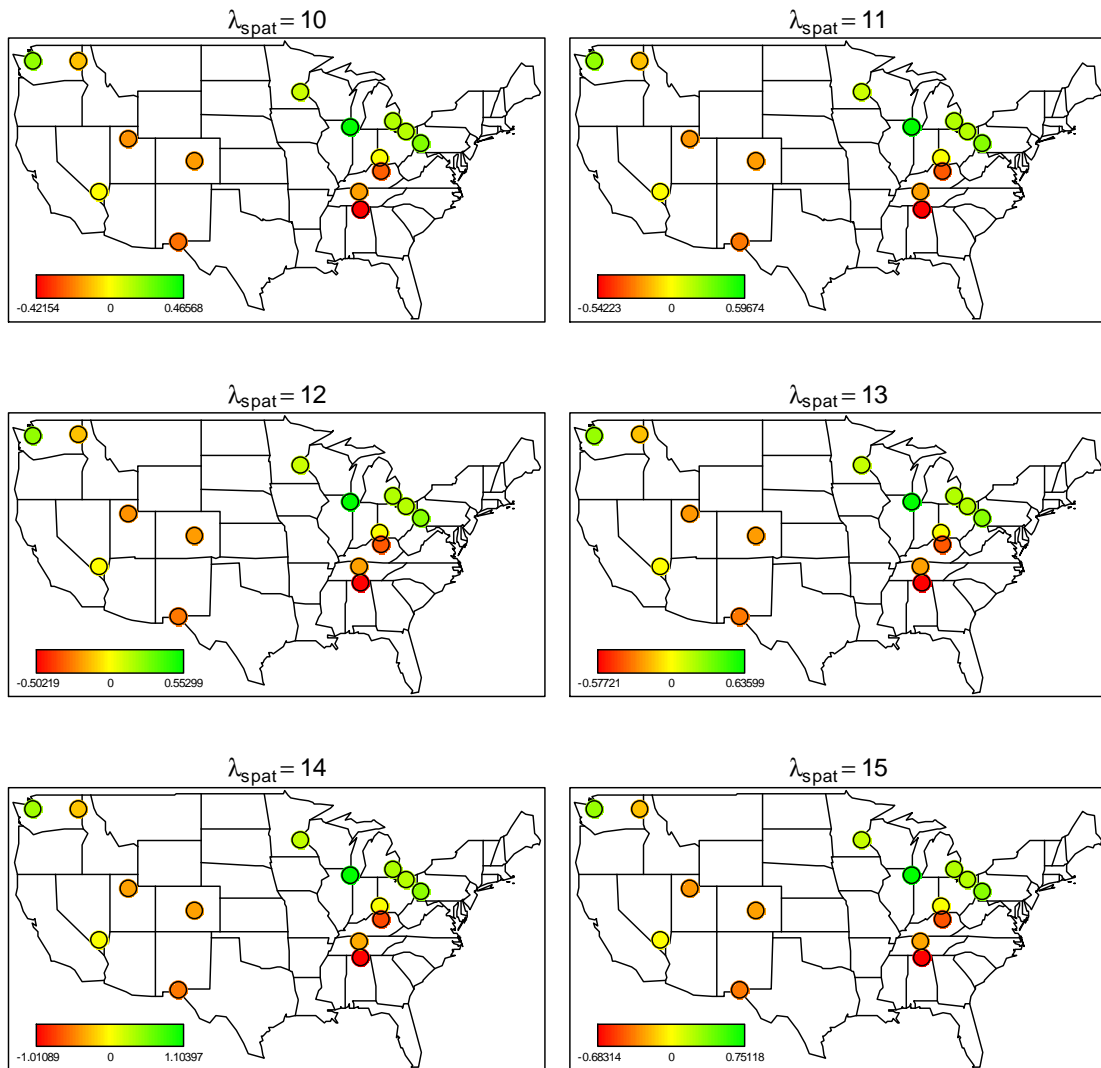 λspat = 10
-0.42154 0 0.46568
λspat = 11
-0.54223 0 0.59674
λspat = 12
-0.50219 0 0.55299
λspat = 13
-0.57721 0 0.63599
λspat = 14
-1.01089 0 1.10397
λspat = 15
-0.68314 0 0.75118